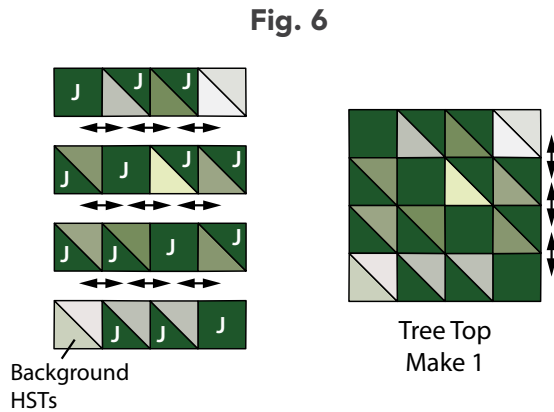 Fig. 6
J J J J
J J J J
J J J J
J J J
Background
HSTs
Tree Top
Make 1